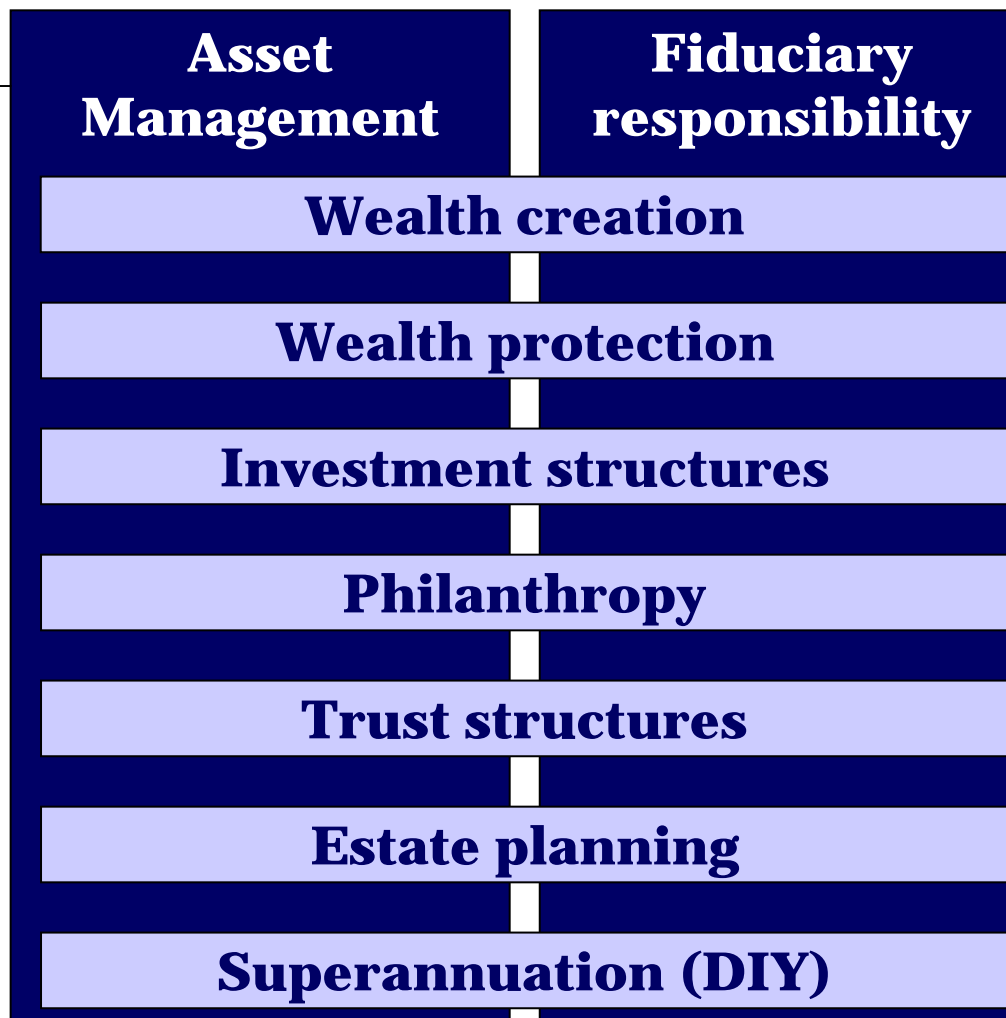 Asset
Management
Fiduciary
responsibility
Wealth creation
Wealth protection
Investment structures
Philanthropy
Trust structures
Estate planning
Superannuation (DIY)